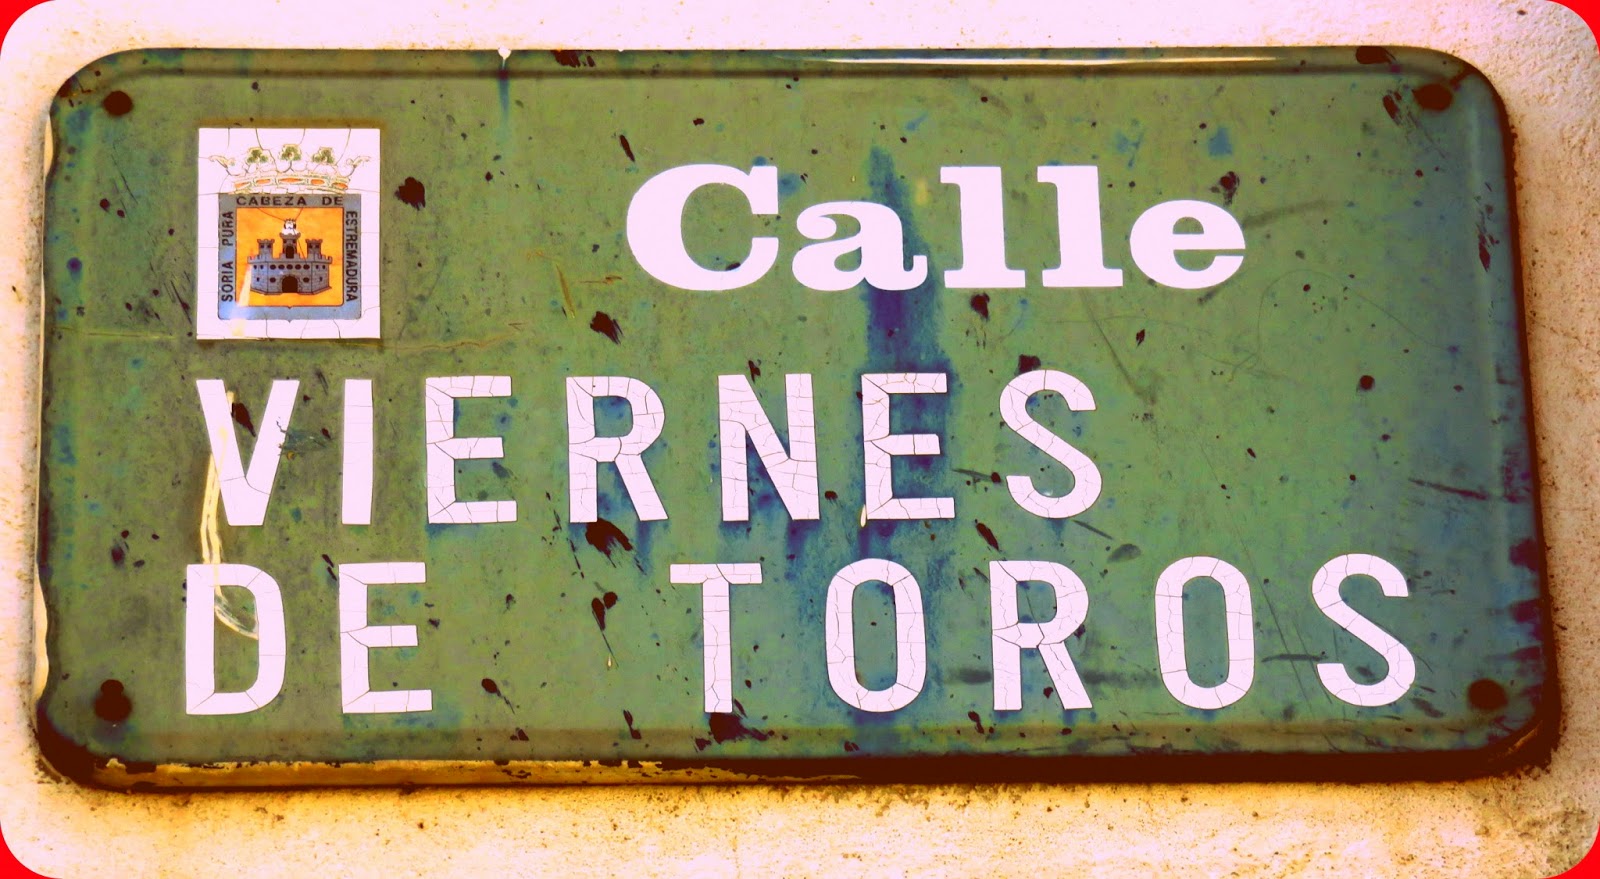 Calle
SORIA PURA CABEZA DE ESTREMADURA
VIERNES
DE TOROS